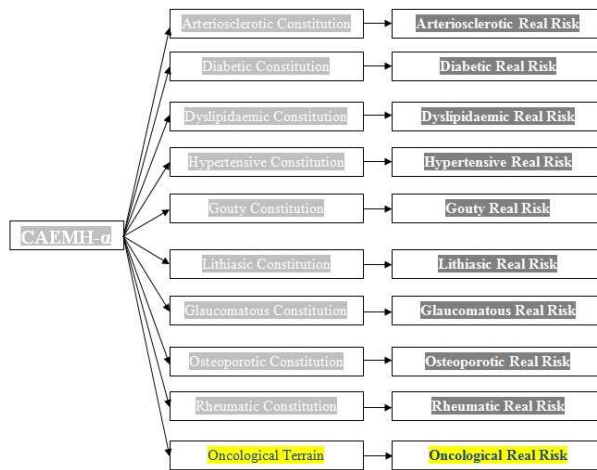 Arteriosclerotic Constitution Arteriosclerotic Real Risk
Diabetic Constitution Diabetic Real Risk
Dyslipidaemic Constitution Dyslipidaemic Real Risk
Hypertensive Constitution Hypertensive Real Risk
Gouty Constitution Gouty Real Risk
CAEMH-α
Lithiasic Constitution Lithiasic Real Risk
Glaucomatous Constitution Glaucomatous Real Risk
Osteoporotic Constitution Osteoporotic Real Risk
Rheumatic Constitution Rheumatic Real Risk
Oncological Terrain Oncological Real Risk